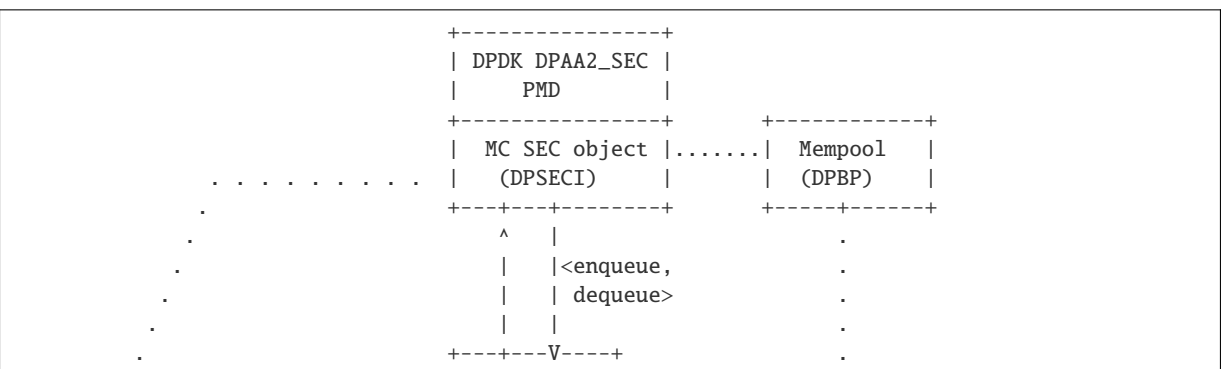 +----------------+
                                  | DPDK DPAA2_SEC |
                                  |     PMD        |
                                  +----------------+       +------------+
                                  |  MC SEC object |.......|  Mempool   |
               . . . . . . . . .  |   (DPSECI)     |       |  (DPBP)    |
              .                   +---+---+--------+       +-----+------+
             .                        ^   |                      .
            .                         |   |<enqueue,             .
           .                          |   | dequeue>             .
          .                           |   |                      .
         .                        +---+---V----+                 .